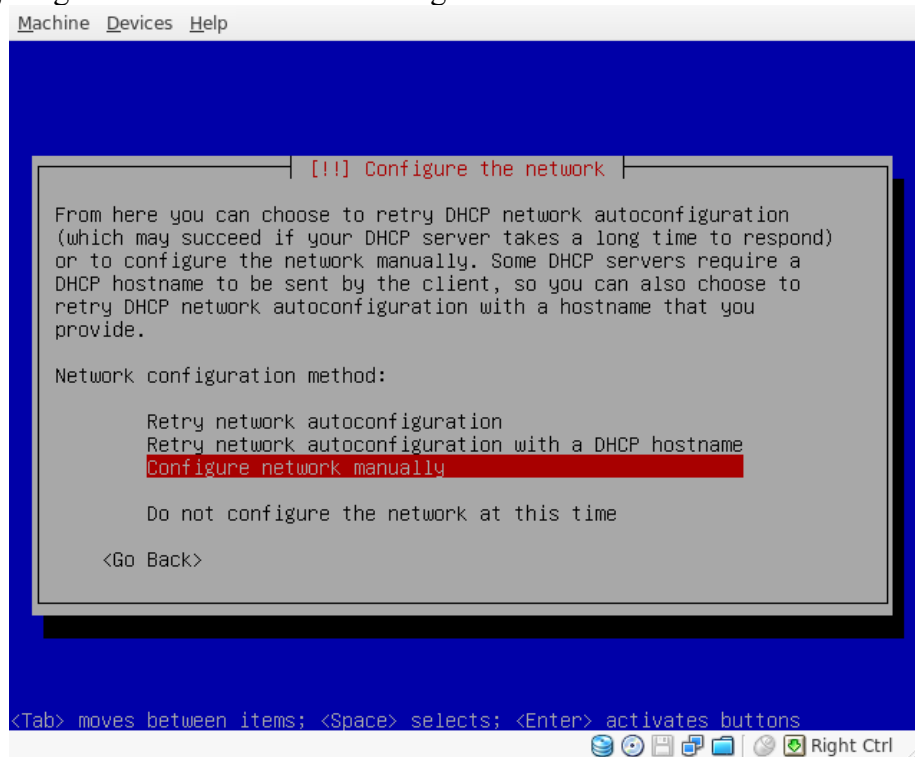 Machine Devices Help
[!!] Configure the network
From here you can choose to retry DHCP network autoconfiguration
(which may succeed if your DHCP server takes a long time to respond)
or to configure the network manually. Some DHCP servers require a
DHCP hostname to be sent by the client, so you can also choose to
retry DHCP network autoconfiguration with a hostname that you
provide.
Network configuration method:
Retry network autoconfiguration
Retry network autoconfiguration with a DHCP hostname
Configure network manually
Do not configure the network at this time
<Go Back>
<Tab> moves between items; <Space> selects; <Enter> activates buttons
Right Ctrl